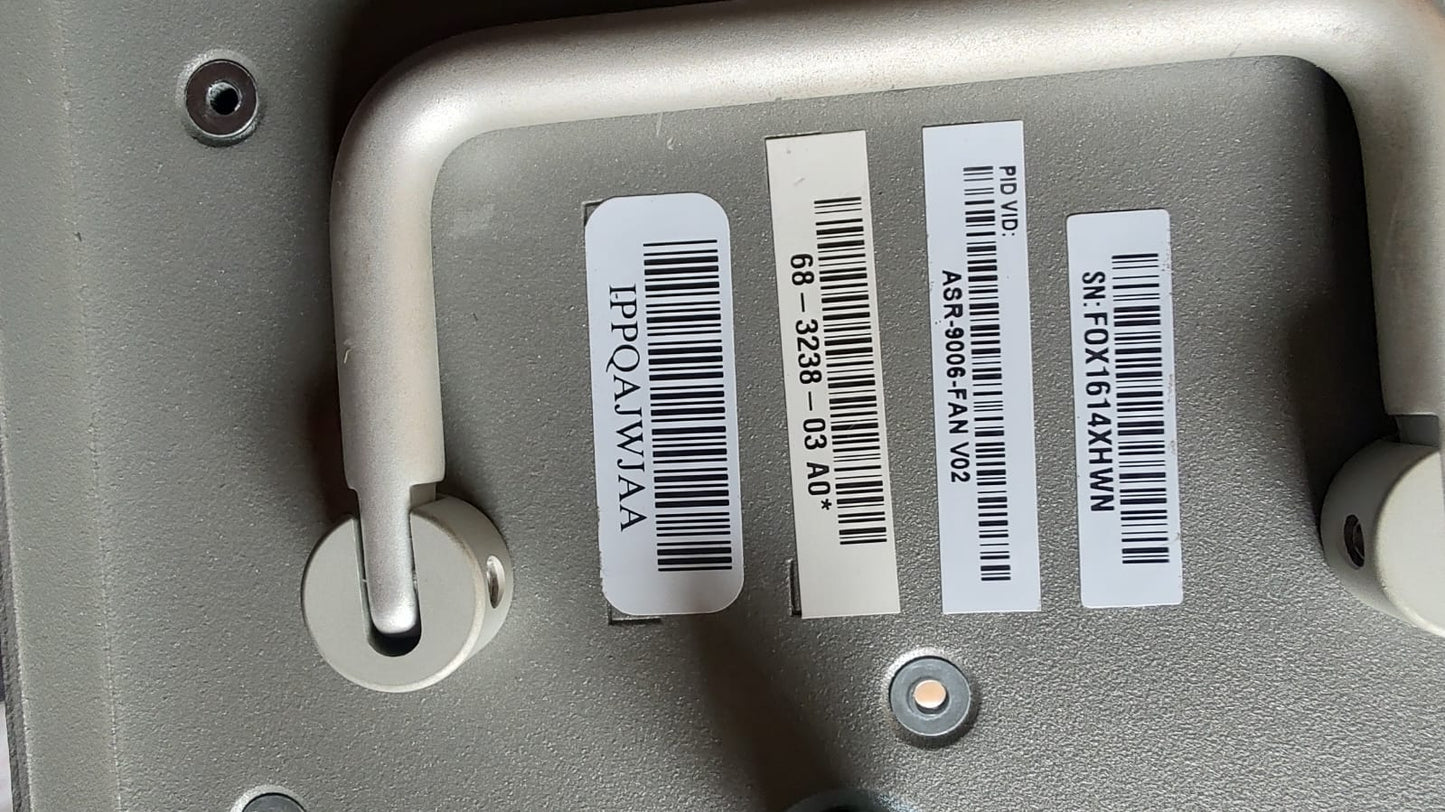 SN: FOX1614XHWN
PID VID:
ASR-9006-FAN V02
68-3238-03 A0*
IPPQAJWJAA